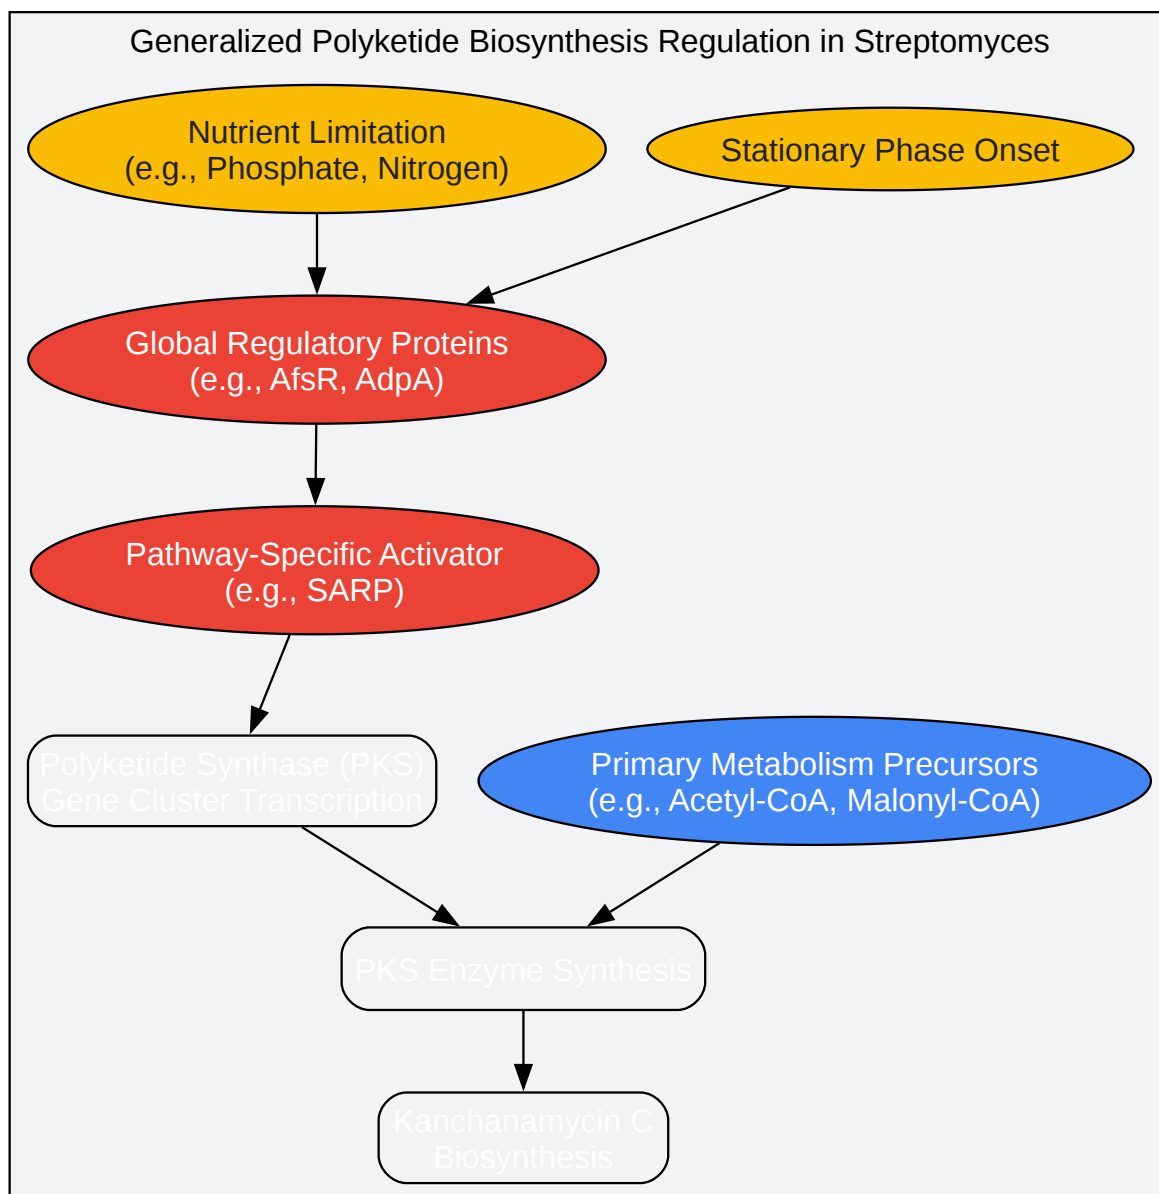 Generalized Polyketide Biosynthesis Regulation in Streptomyces
Nutrient Limitation
(e.g., Phosphate, Nitrogen)
Stationary Phase Onset
Global Regulatory Proteins
(e.g., AfsR, AdpA)
Pathway-Specific Activator
(e.g., SARP)
Polyketide Synthase (PKS)
Gene Cluster Transcription
Primary Metabolism Precursors
(e.g., Acetyl-CoA, Malonyl-CoA)
PKS Enzyme Synthesis
Kanchanamycin C
Biosynthesis